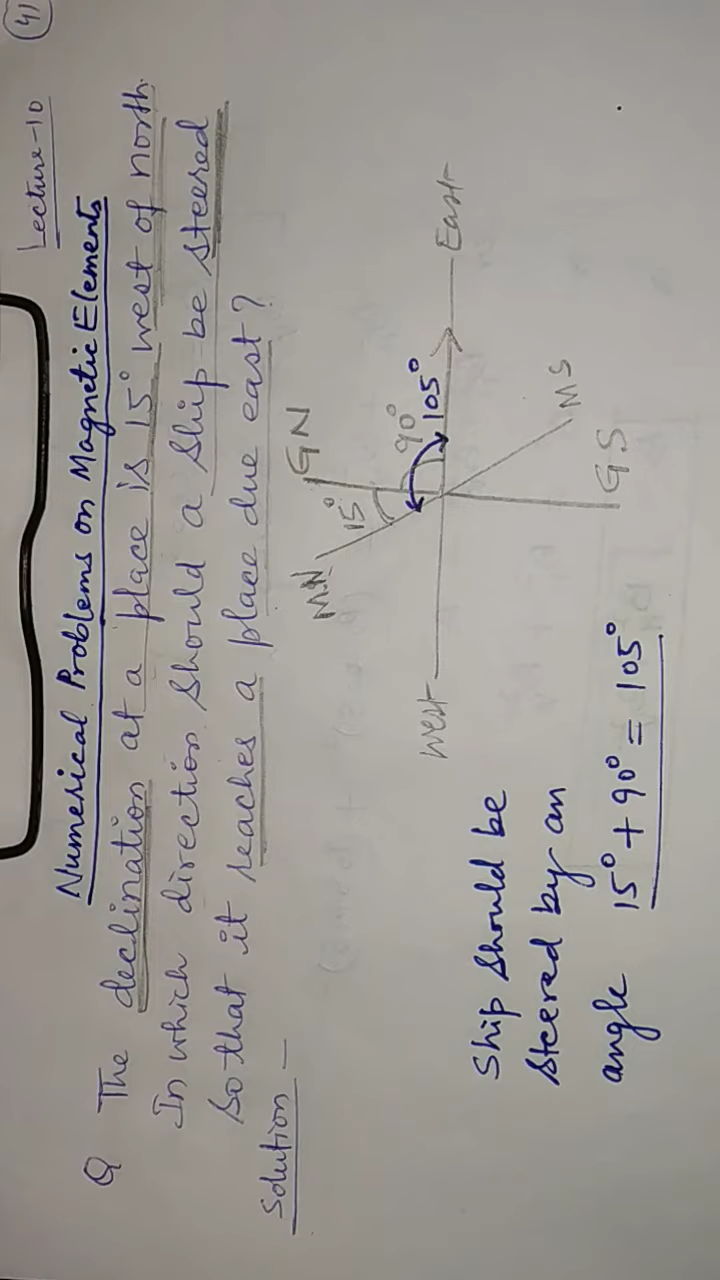 41
Lecture-10
Numerical Problems on Magnetic Elements
Q The declination at a place is 15° west of north.
In which direction should a ship be steered
so that it reaches a place due east?
Solution -
M.N
GN
15°
90°
105°
West
East
MS
G.S
Ship should be
steered by an
angle 15° + 90° = 105°